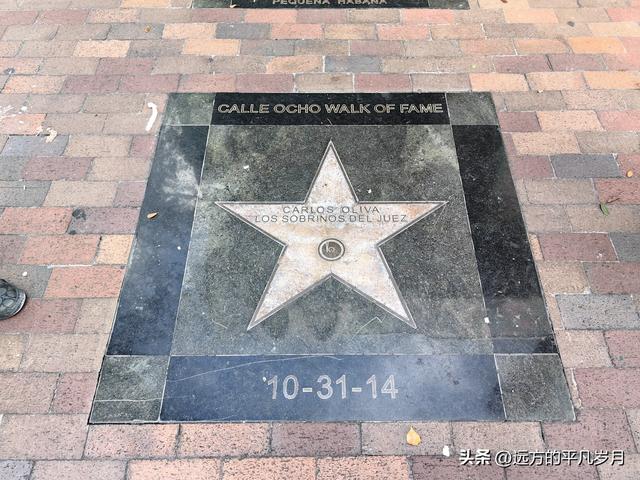 PEQUEÑA HABANA
CALLE OCHO WALK OF FAME
CARLOS OLIVA
LOS SOBRINOS DEL JUEZ
10-31-14
头条 @远方的平凡岁月